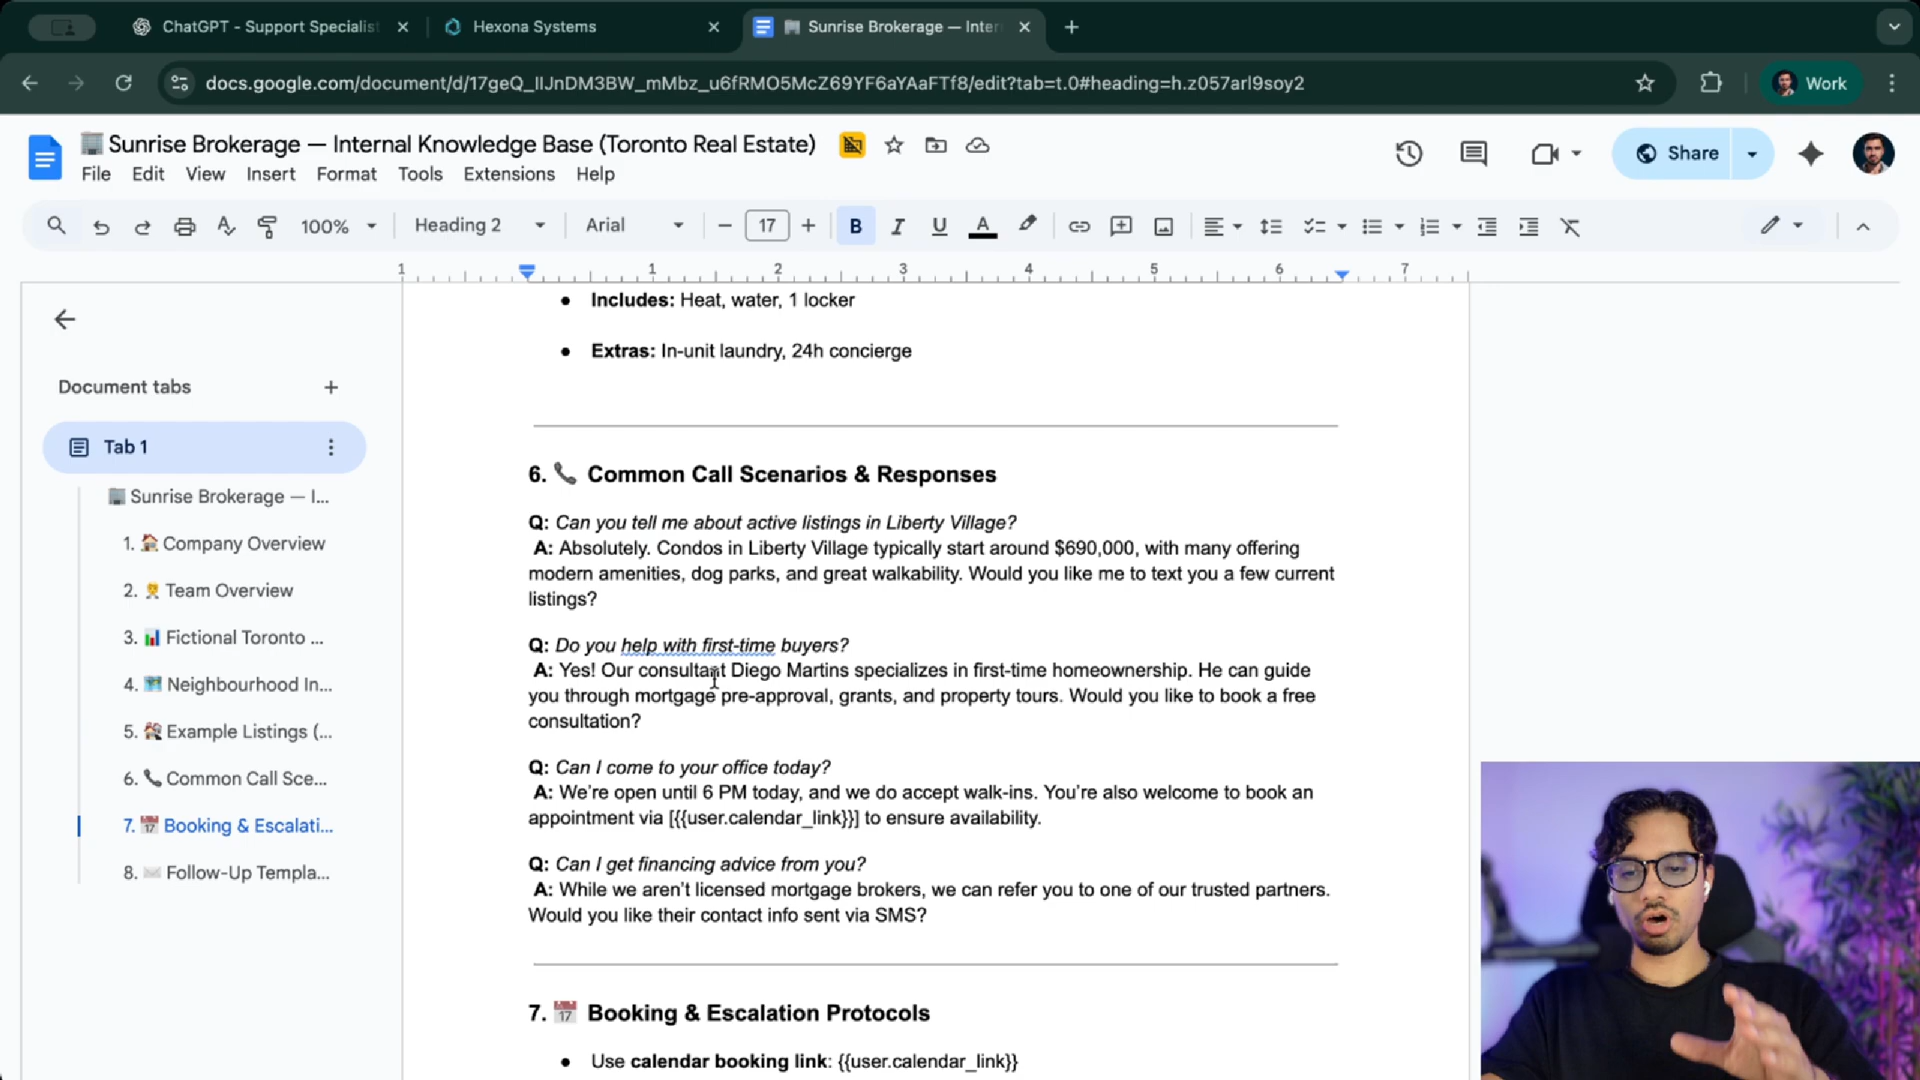 ChatGPT - Support Specialist
Hexona Systems
Sunrise Brokerage — Inter
docs.google.com/document/d/17geQ_IIJnDM3BW_mMbz_u6fRMO5McZ69YF6aYAaFTf8/edit?tab=t.0#heading=h.z057arl9soy2
Work
Sunrise Brokerage — Internal Knowledge Base (Toronto Real Estate)
File Edit View Insert Format Tools Extensions Help
Share
100% Heading 2 Arial 17 B I U A
1 1 2 3 4 5 6 7
Document tabs
Tab 1
Sunrise Brokerage — I...
1. Company Overview
2. Team Overview
3. Fictional Toronto ...
4. Neighbourhood In...
5. Example Listings (...
6. Common Call Sce...
7. Booking & Escalati...
8. Follow-Up Templa...
● Includes: Heat, water, 1 locker
● Extras: In-unit laundry, 24h concierge
6. 📞 Common Call Scenarios & Responses
Q: Can you tell me about active listings in Liberty Village?
A: Absolutely. Condos in Liberty Village typically start around $690,000, with many offering
modern amenities, dog parks, and great walkability. Would you like me to text you a few current
listings?
Q: Do you help with first-time buyers?
A: Yes! Our consultant Diego Martins specializes in first-time homeownership. He can guide
you through mortgage pre-approval, grants, and property tours. Would you like to book a free
consultation?
Q: Can I come to your office today?
A: We're open until 6 PM today, and we do accept walk-ins. You're also welcome to book an
appointment via [{{user.calendar_link}}] to ensure availability.
Q: Can I get financing advice from you?
A: While we aren't licensed mortgage brokers, we can refer you to one of our trusted partners.
Would you like their contact info sent via SMS?
7. 📅 Booking & Escalation Protocols
● Use calendar booking link: {{user.calendar_link}}